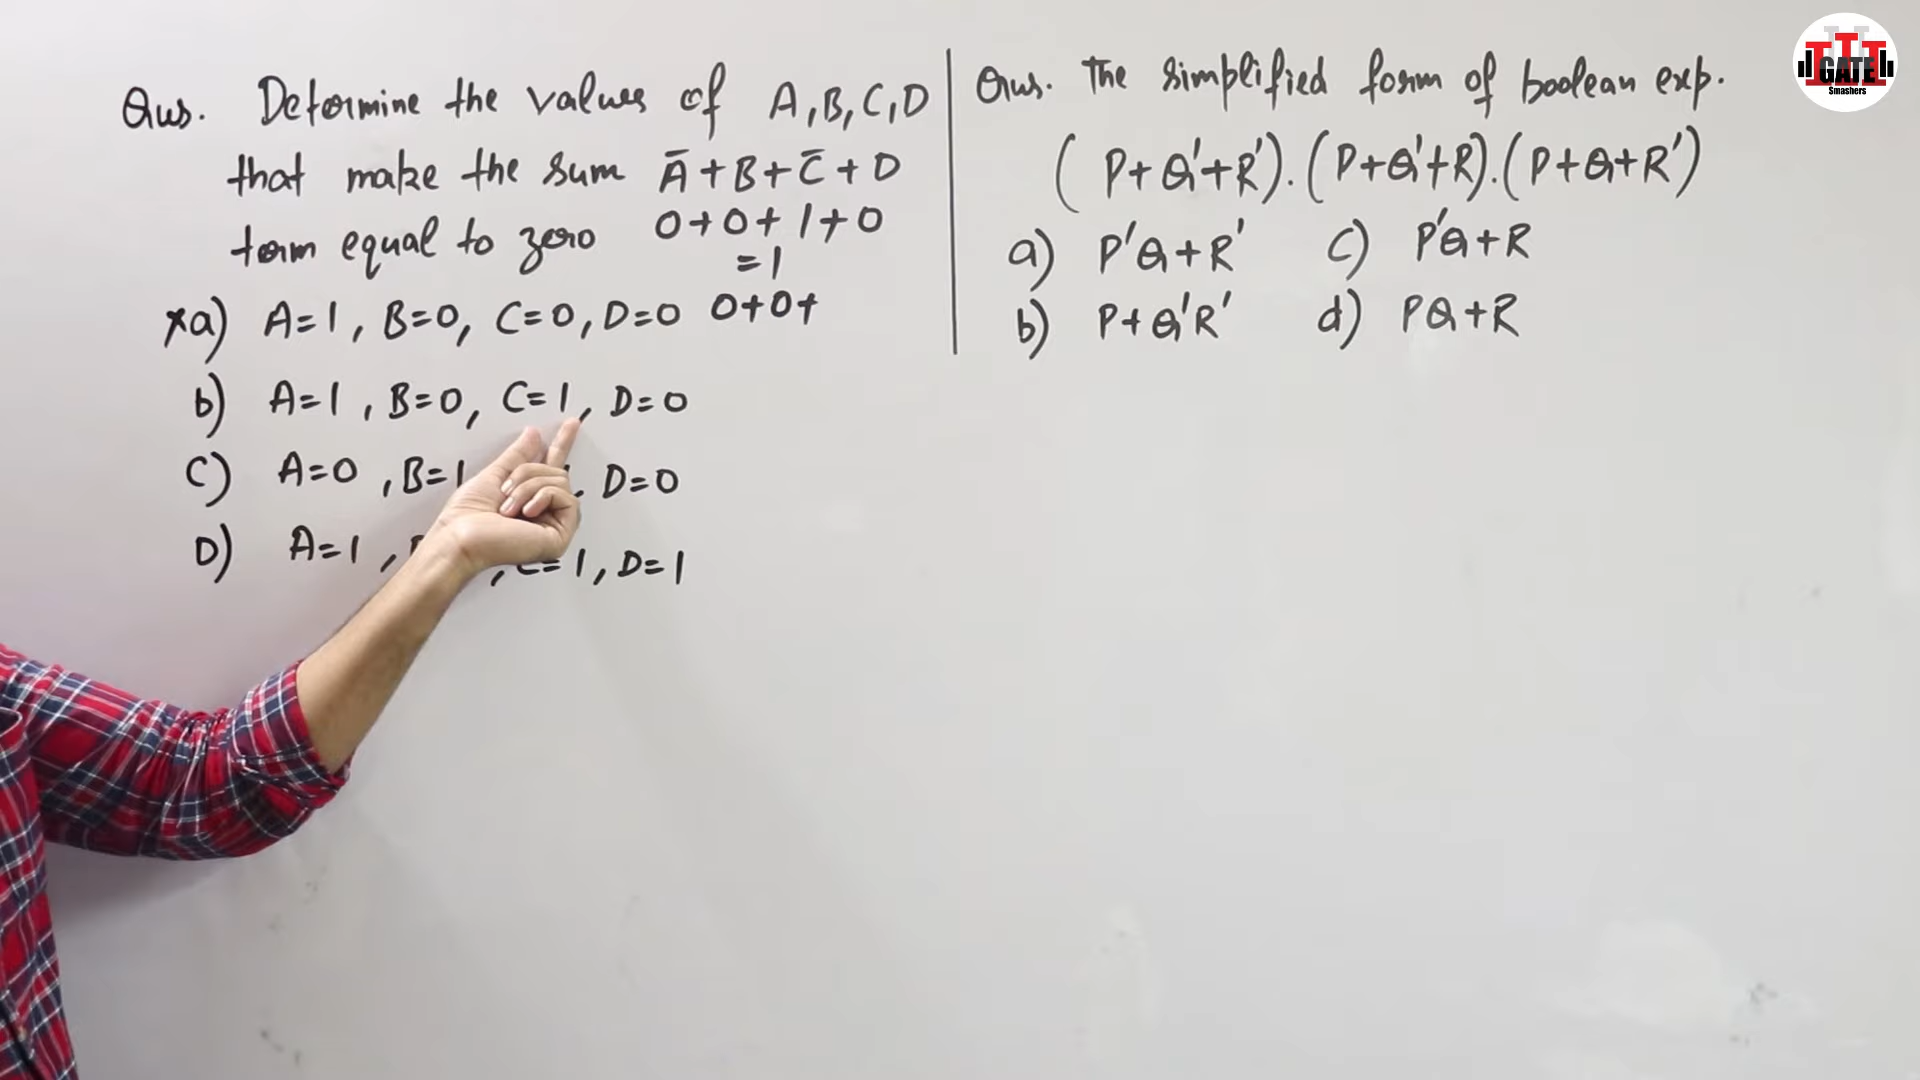 Qus. Determine the values of A, B, C, D
that make the sum A̅ + B + C̅ + D
term equal to zero 0+0+1+0
=1
×a) A=1, B=0, C=0, D=0 0+0+
b) A=1, B=0, C=1, D=0
C) A=0, B=1 , D=0
D) A=1, , C=1, D=1
Qus. The simplified form of boolean exp.
(P+Q'+R').(P+Q'+R).(P+Q+R')
a) P'Q+R' c) P'Q+R
b) P+Q'R' d) PQ+R
GATE
Smashers